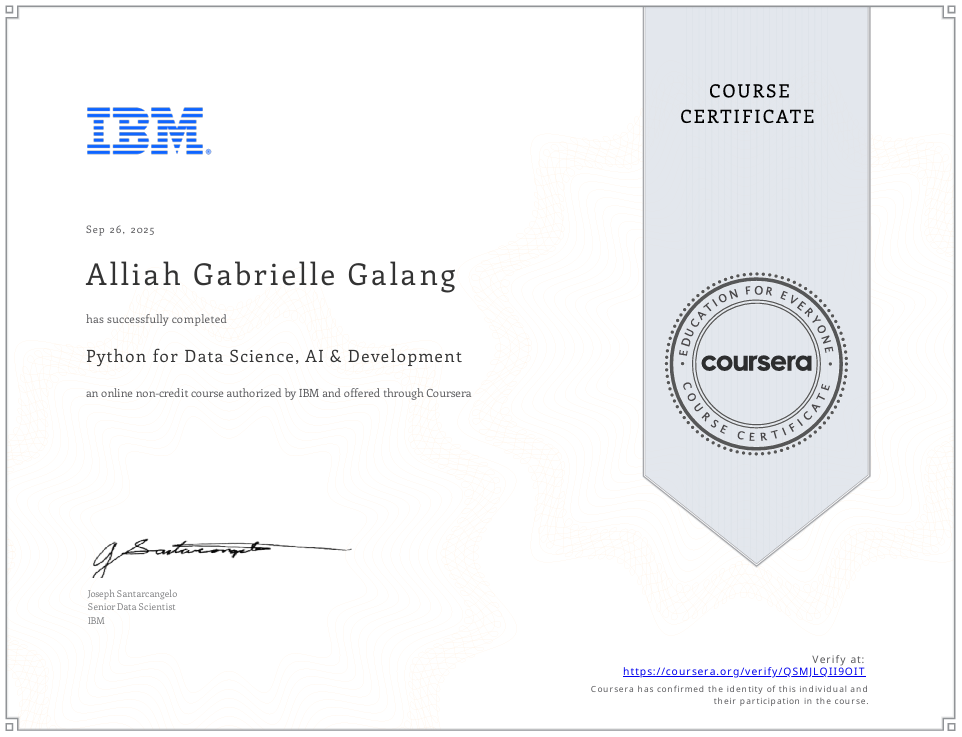 COURSE
CERTIFICATE
IBM®
Sep 26, 2025
Alliah Gabrielle Galang
has successfully completed
Python for Data Science, AI & Development
an online non-credit course authorized by IBM and offered through Coursera
EDUCATION FOR EVERYONE
coursera
COURSE CERTIFICATE
J Santarcangelo
Joseph Santarcangelo
Senior Data Scientist
IBM
Verify at:
https://coursera.org/verify/QSMJLQII9OIT
Coursera has confirmed the identity of this individual and
their participation in the course.